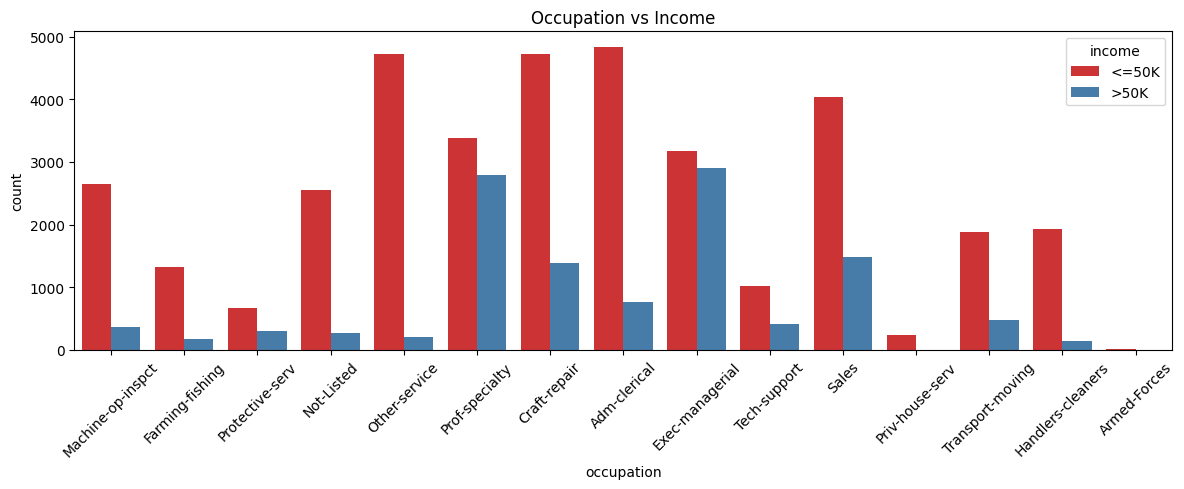 Occupation vs Income
income
<=50K
>50K
5000
4000
3000
2000
1000
0
count
Machine-op-inspct
Farming-fishing
Protective-serv
Not-Listed
Other-service
Prof-specialty
Craft-repair
Adm-clerical
Exec-managerial
Tech-support
Sales
Priv-house-serv
Transport-moving
Handlers-cleaners
Armed-Forces
occupation